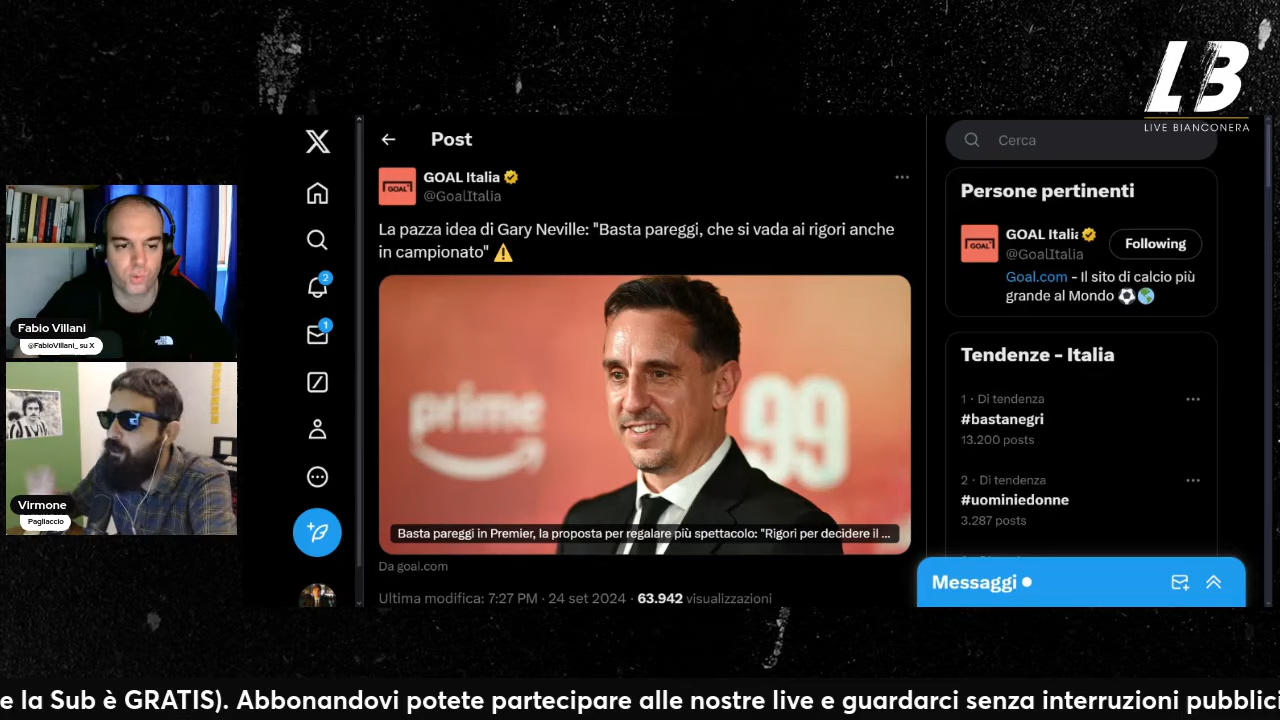 LB
LIVE BIANCONERA
Post
Cerca
GOAL Italia
@GoalItalia
La pazza idea di Gary Neville: "Basta pareggi, che si vada ai rigori anche
in campionato" ⚠️
GOAL
prime
99
Basta pareggi in Premier, la proposta per regalare più spettacolo: "Rigori per decidere il ...
Da goal.com
Ultima modifica: 7:27 PM · 24 set 2024 · 63.942 visualizzazioni
2
1
Persone pertinenti
GOAL
GOAL Italia
@GoalItalia
Following
Goal.com - Il sito di calcio più
grande al Mondo ⚽🌎
Tendenze - Italia
1 · Di tendenza
#bastanegri
13.200 posts
2 · Di tendenza
#uominiedonne
3.287 posts
Messaggi
Fabio Villani
@FabioVillani_ su X
Virmone
Pagliaccio
e la Sub è GRATIS). Abbonandovi potete partecipare alle nostre live e guardarci senza interruzioni pubblici